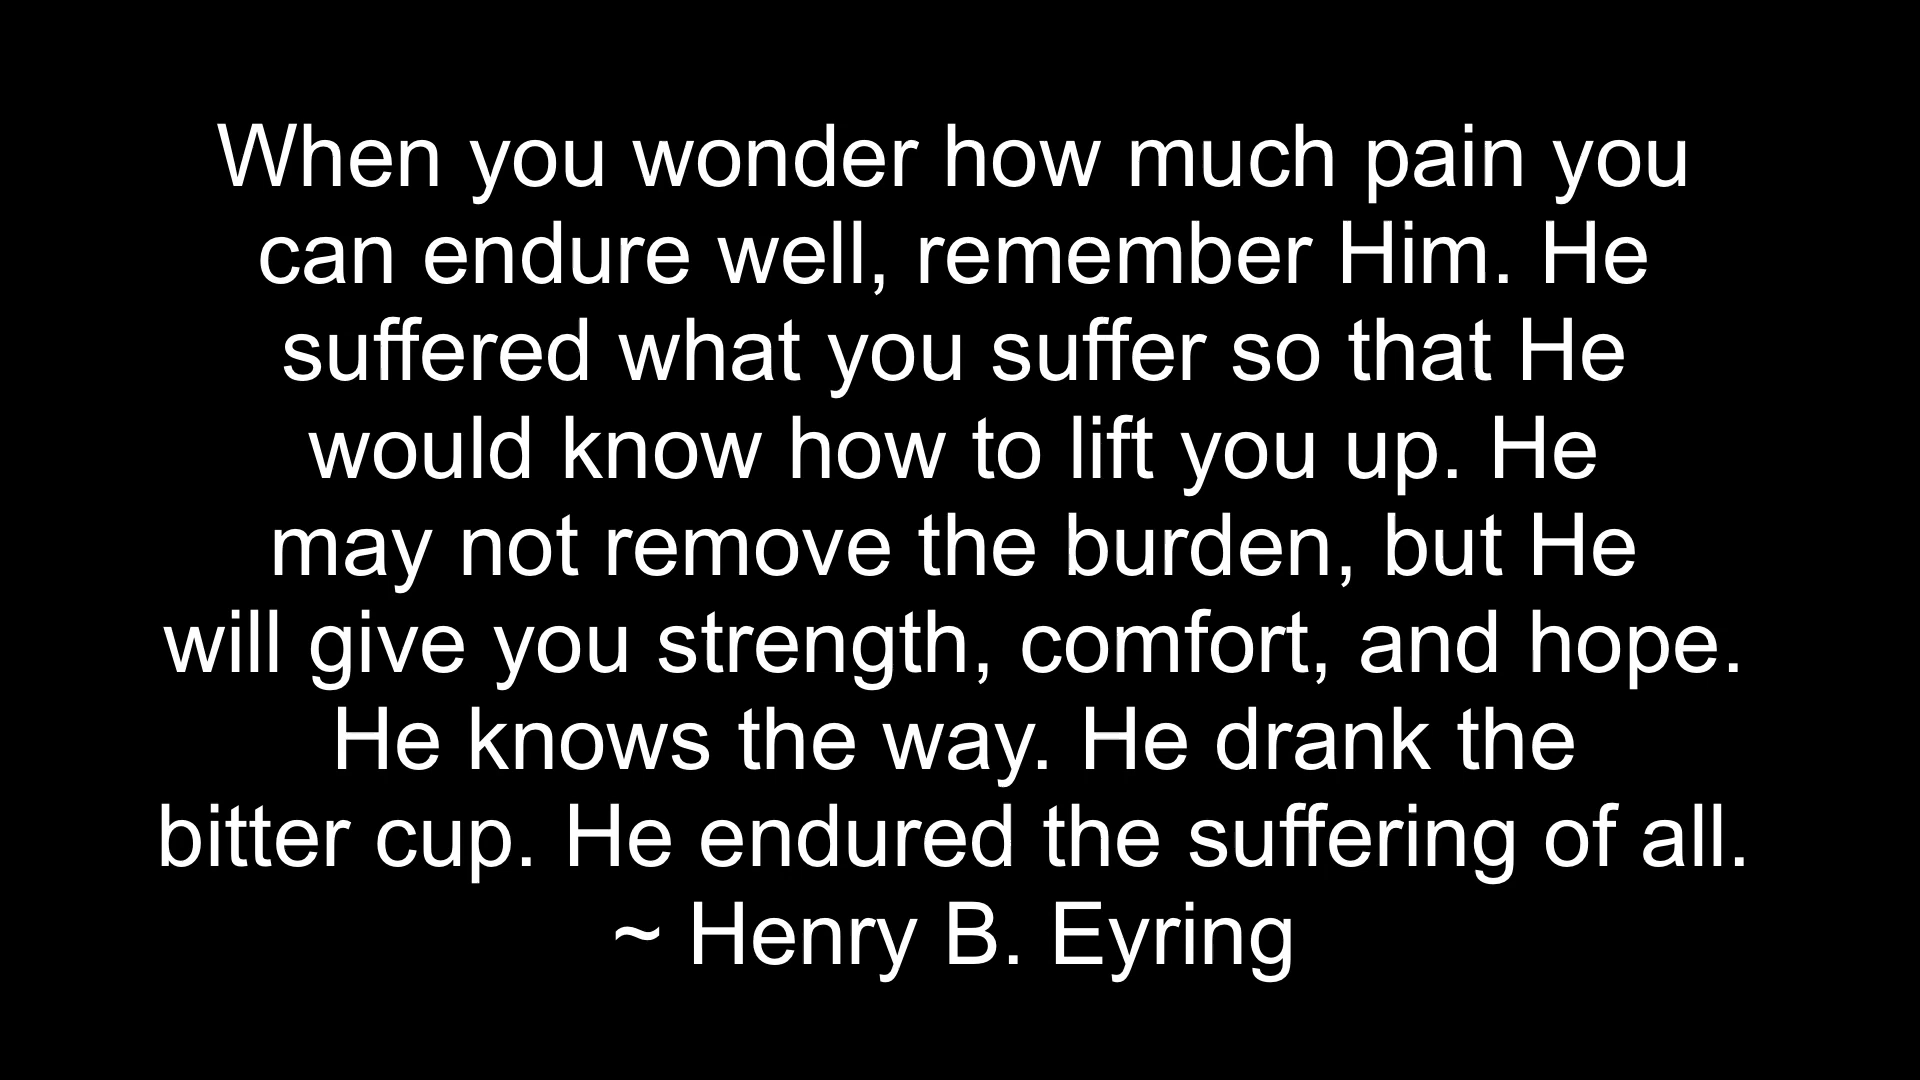 When you wonder how much pain you
can endure well, remember Him. He
suffered what you suffer so that He
would know how to lift you up. He
may not remove the burden, but He
will give you strength, comfort, and hope.
He knows the way. He drank the
bitter cup. He endured the suffering of all.
~ Henry B. Eyring